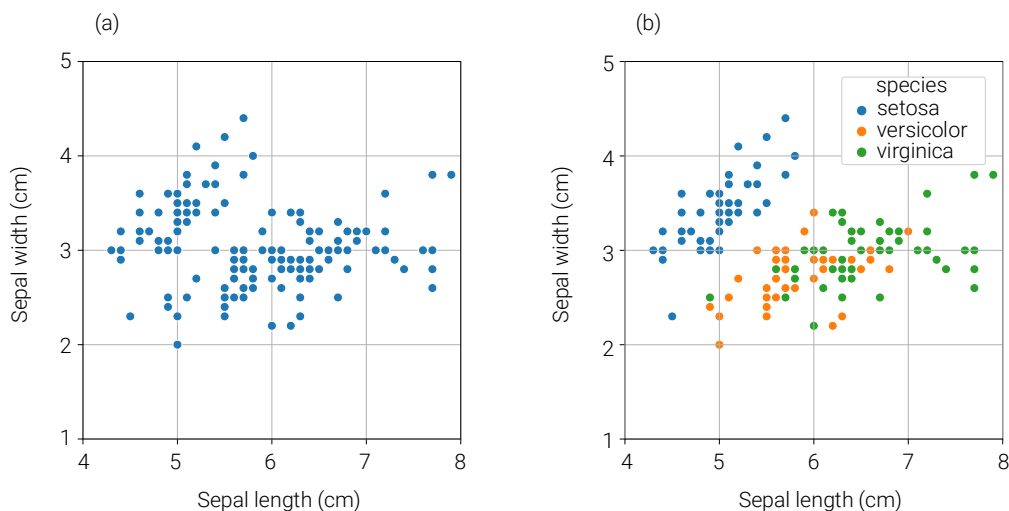 (a)
5
4
3
2
1
4 5 6 7 8
Sepal width (cm)
Sepal length (cm)
(b)
5
4
3
2
1
4 5 6 7 8
Sepal width (cm)
Sepal length (cm)
species
setosa
versicolor
virginica